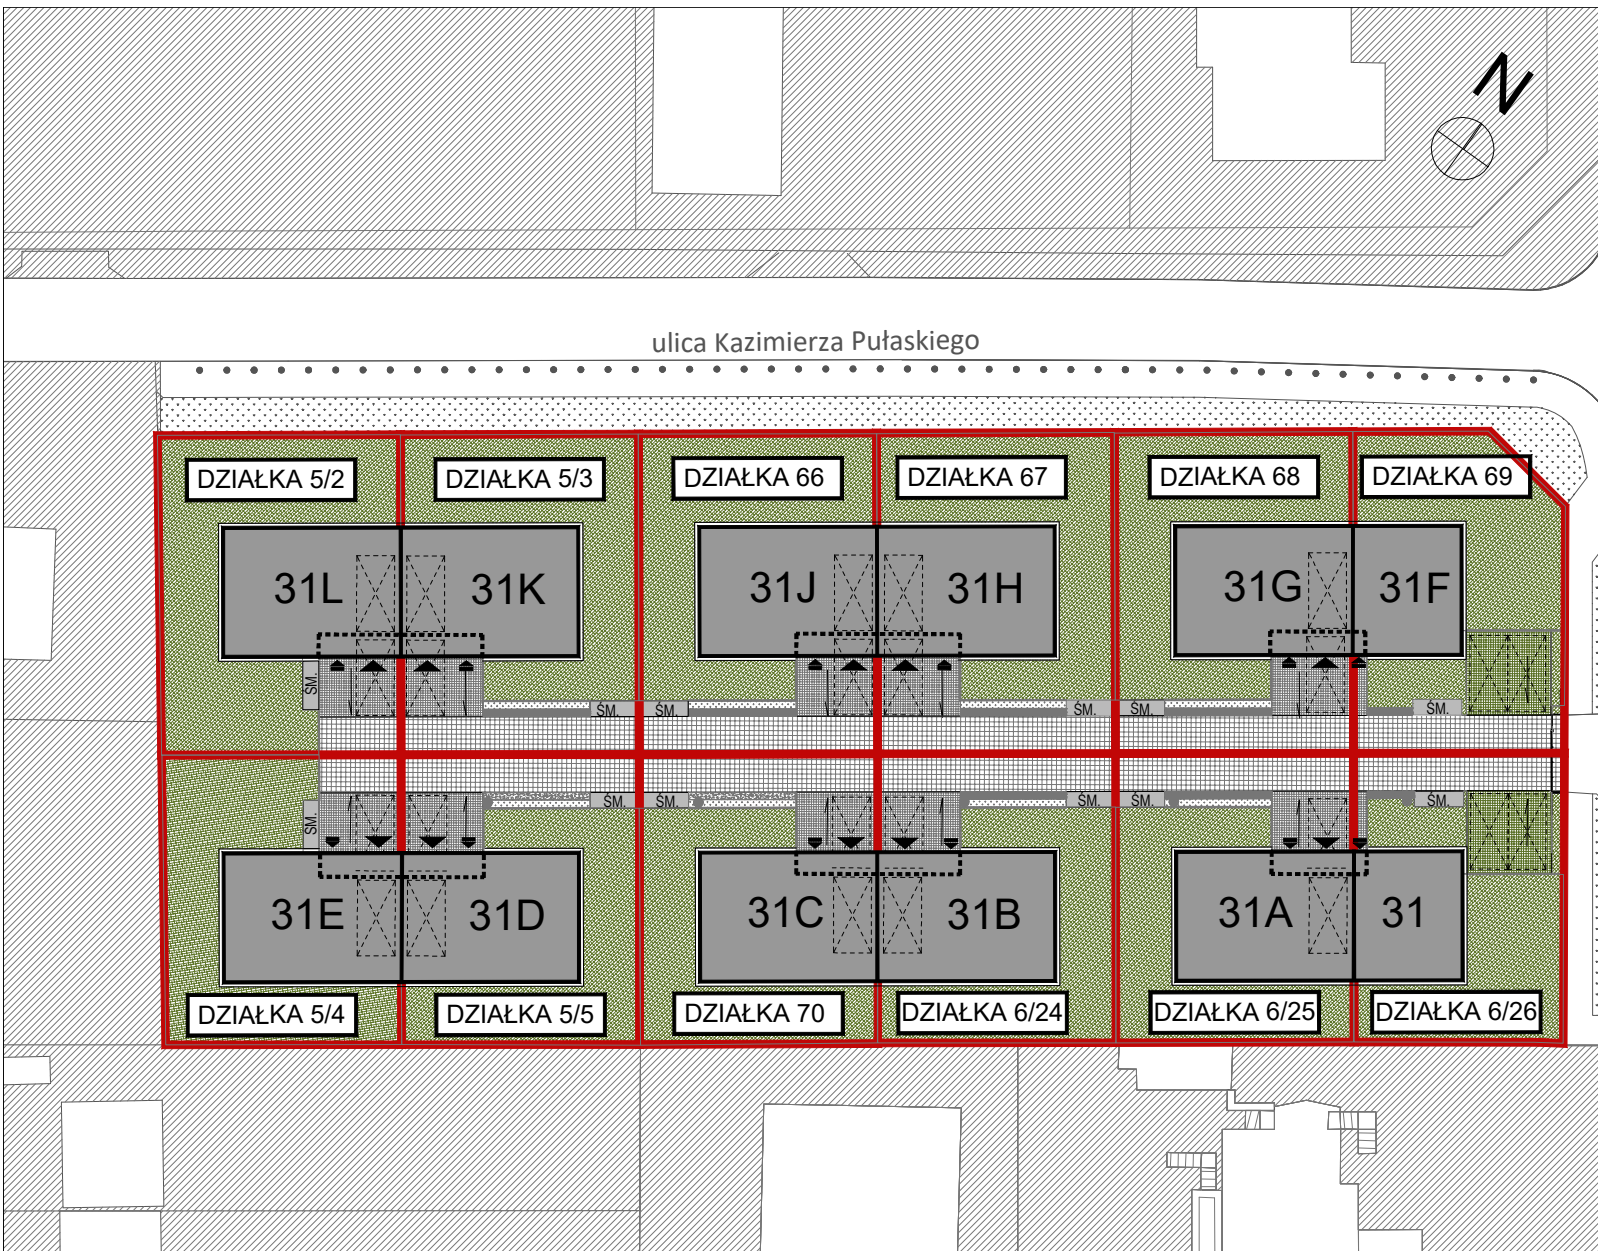 N
ulica Kazimierza Pułaskiego
DZIAŁKA 5/2
DZIAŁKA 5/3
DZIAŁKA 66
DZIAŁKA 67
DZIAŁKA 68
DZIAŁKA 69
31L
31K
31J
31H
31G
31F
ŚM.
ŚM.
ŚM.
ŚM.
ŚM.
ŚM.
ŚM.
ŚM.
ŚM.
ŚM.
ŚM.
ŚM.
31E
31D
31C
31B
31A
31
DZIAŁKA 5/4
DZIAŁKA 5/5
DZIAŁKA 70
DZIAŁKA 6/24
DZIAŁKA 6/25
DZIAŁKA 6/26